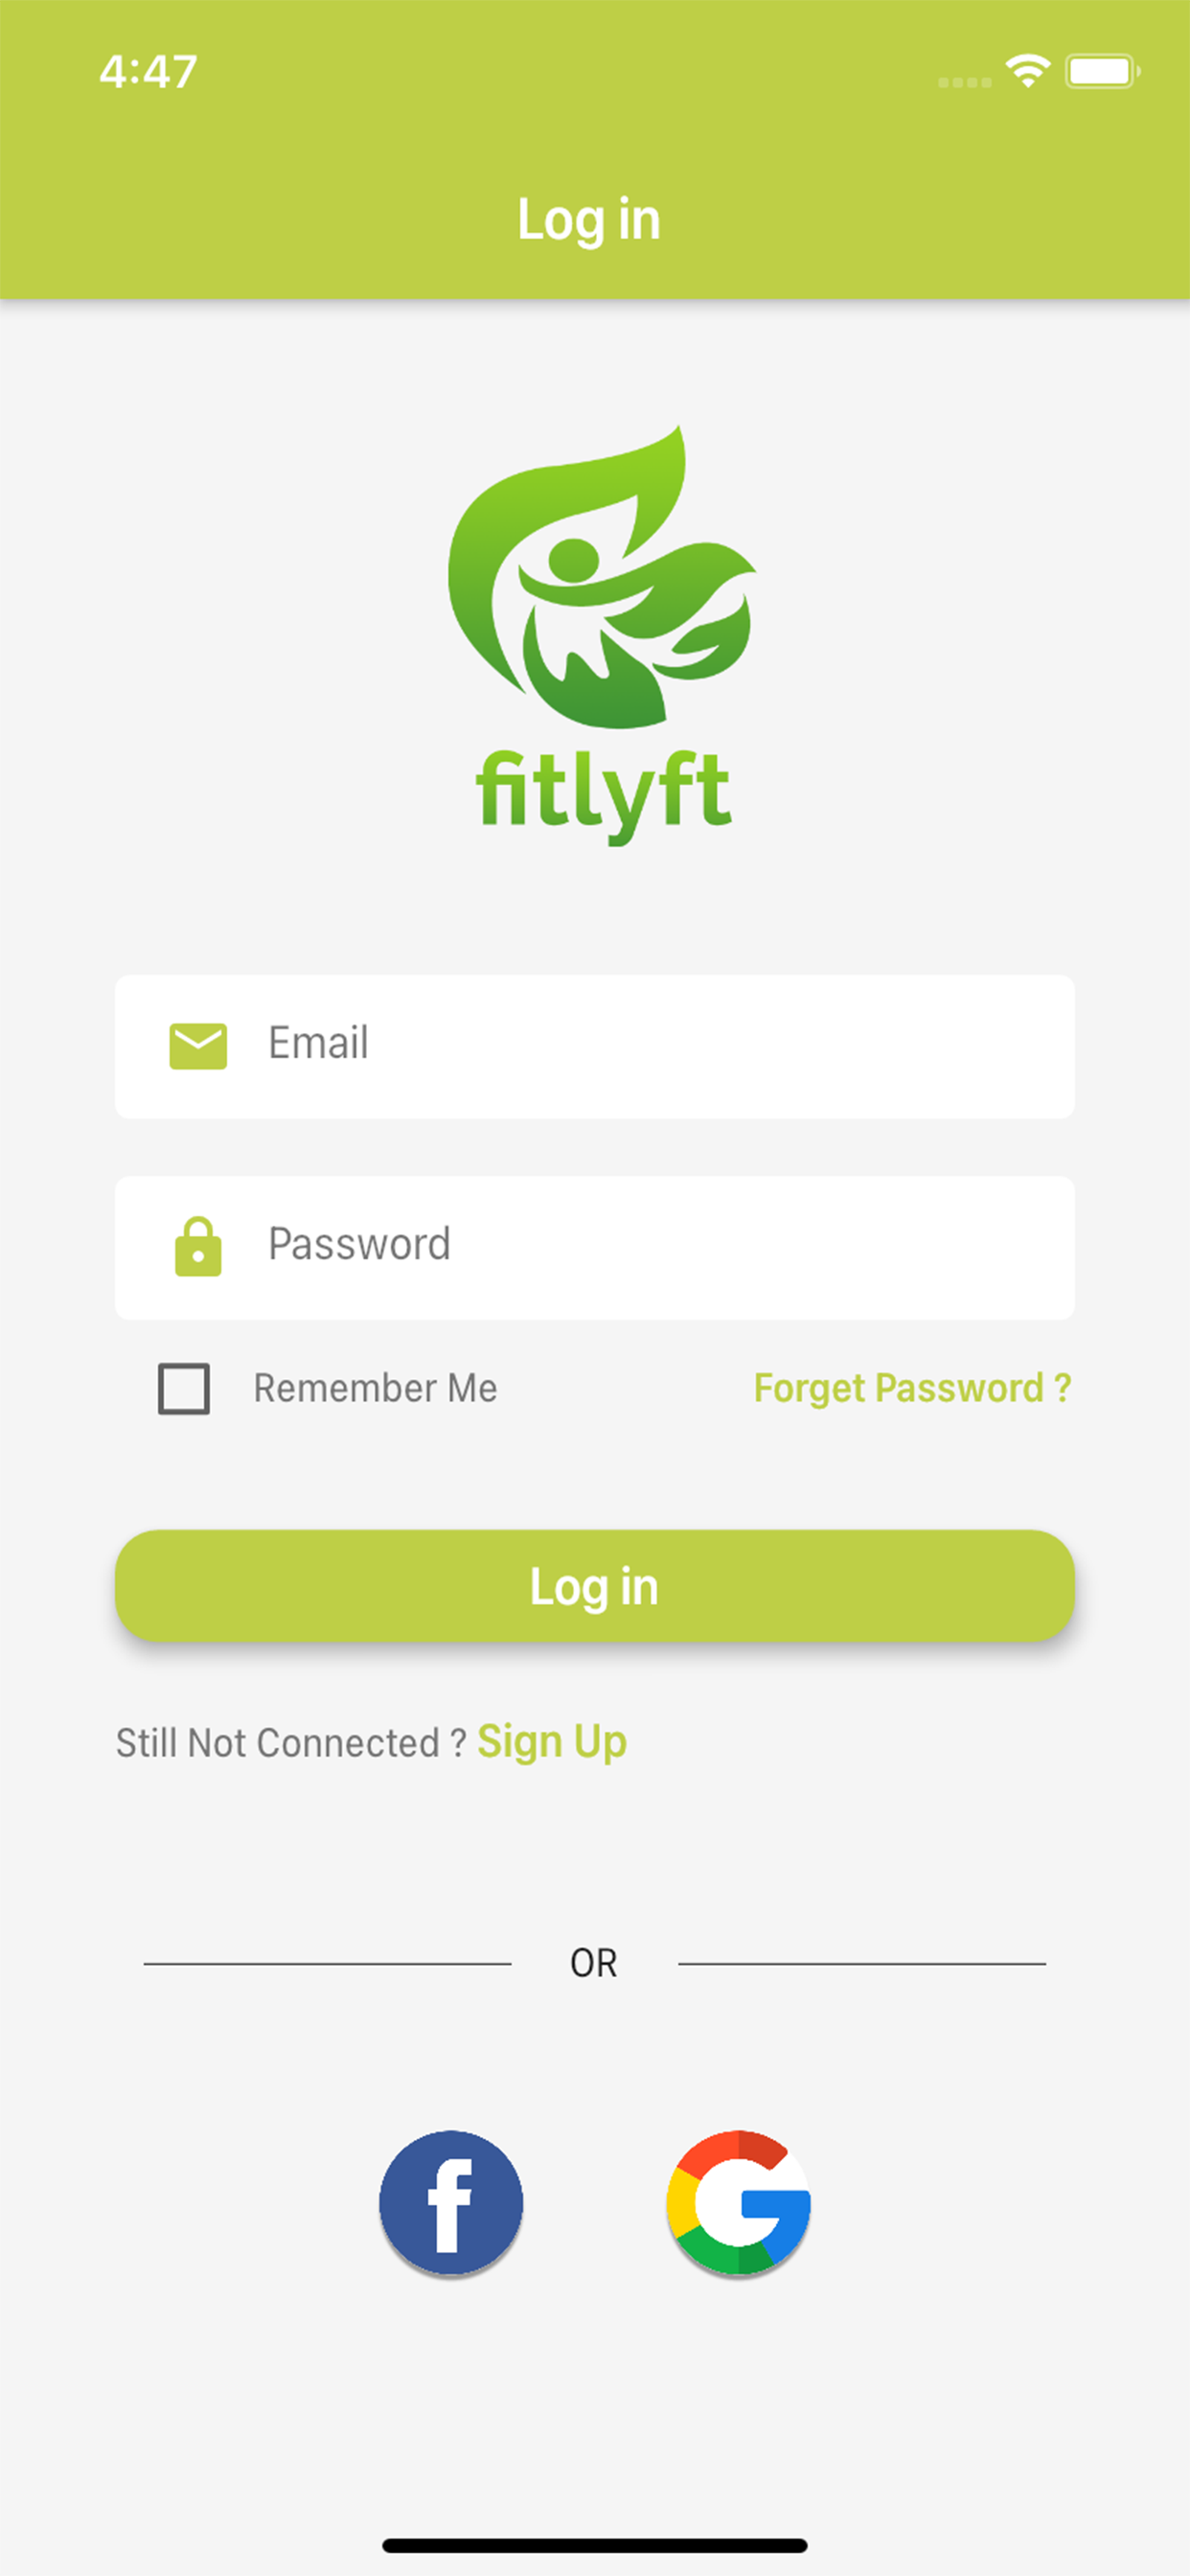 4:47
Log in
fitlyft
Email
Password
Remember Me Forget Password ?
Log in
Still Not Connected ? Sign Up
OR